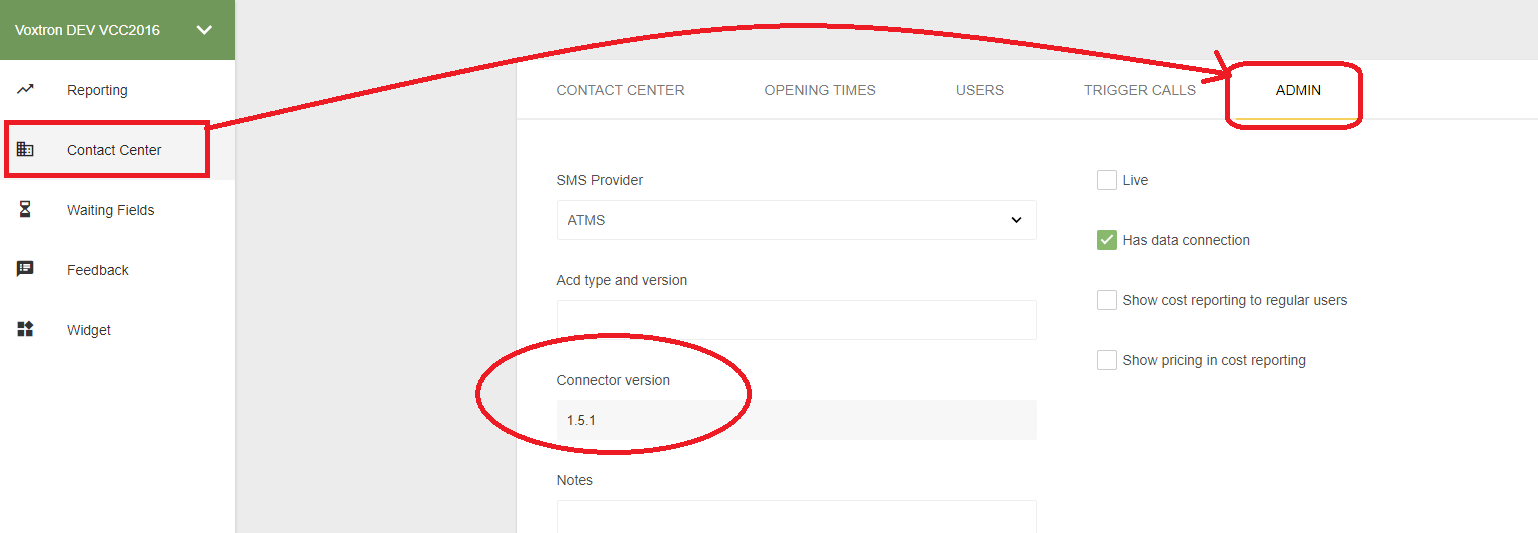 Voxtron DEV VCC2016
Reporting
Contact Center
Waiting Fields
Feedback
Widget
CONTACT CENTER OPENING TIMES USERS TRIGGER CALLS ADMIN
SMS Provider
ATMS
Acd type and version
Connector version
1.5.1
Notes
Live
Has data connection
Show cost reporting to regular users
Show pricing in cost reporting